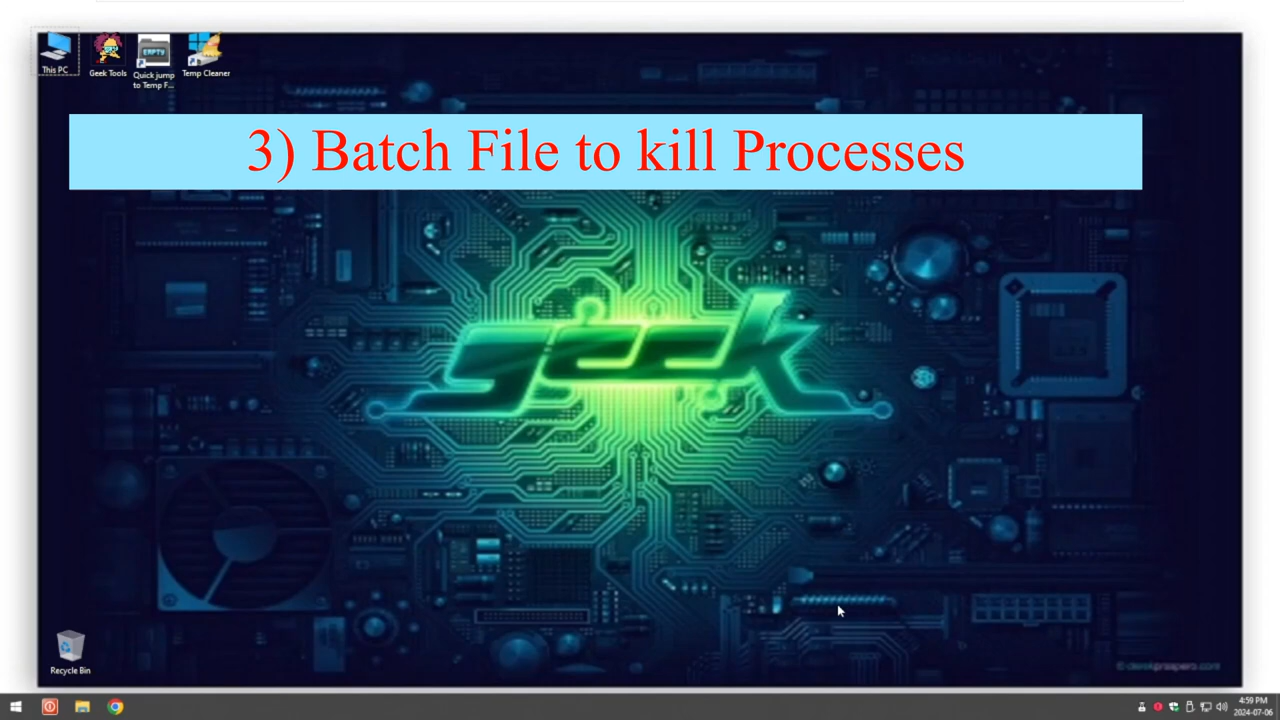 This PC
Geek Tools
Quick jump
to Temp F...
Temp Cleaner
EMPTY
3) Batch File to kill Processes
geek
Recycle Bin
4:59 PM
2024-07-06